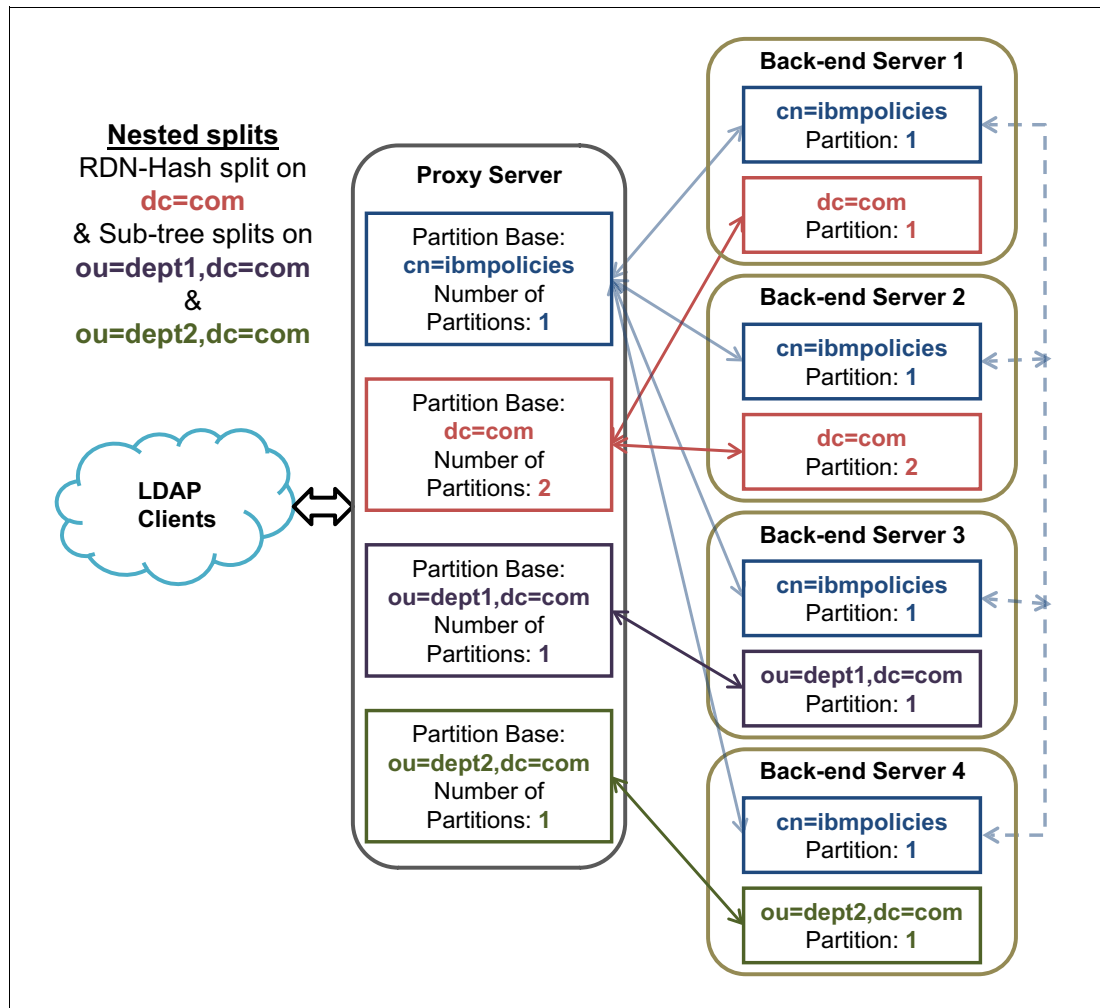 Nested splits
RDN-Hash split on
dc=com
& Sub-tree splits on
ou=dept1,dc=com
&
ou=dept2,dc=com
LDAP
Clients
Proxy Server
Partition Base:
cn=ibmpolicies
Number of
Partitions: 1
Partition Base:
dc=com
Number of
Partitions: 2
Partition Base:
ou=dept1,dc=com
Number of
Partitions: 1
Partition Base:
ou=dept2,dc=com
Number of
Partitions: 1
Back-end Server 1
cn=ibmpolicies
Partition: 1
dc=com
Partition: 1
Back-end Server 2
cn=ibmpolicies
Partition: 1
dc=com
Partition: 2
Back-end Server 3
cn=ibmpolicies
Partition: 1
ou=dept1,dc=com
Partition: 1
Back-end Server 4
cn=ibmpolicies
Partition: 1
ou=dept2,dc=com
Partition: 1